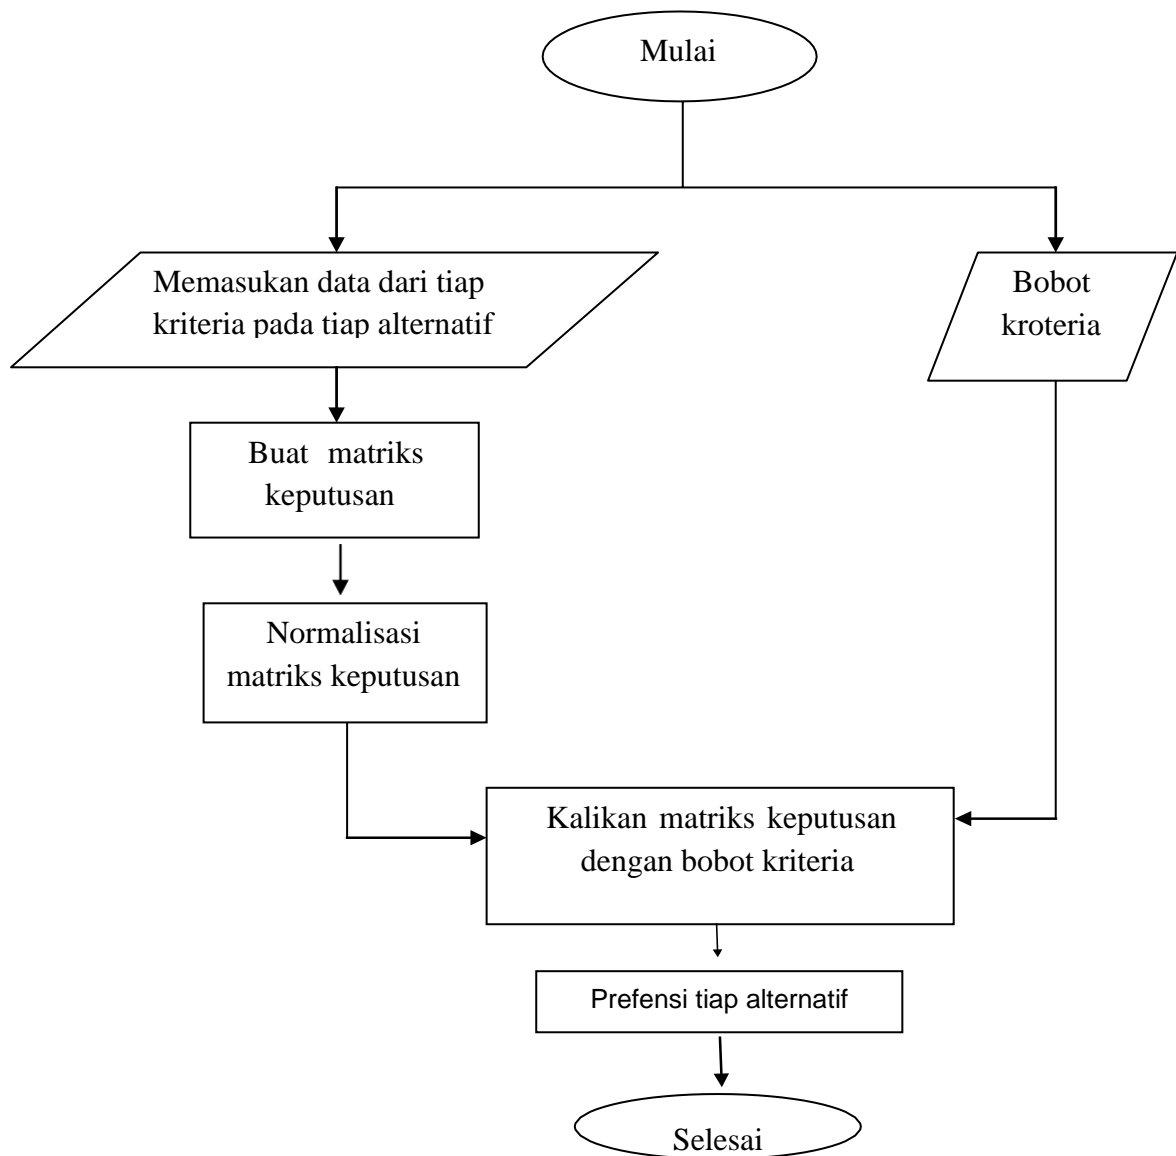 Mulai
Memasukan data dari tiap
kriteria pada tiap alternatif
Bobot
kroteria
Buat matriks
keputusan
Normalisasi
matriks keputusan
Kalikan matriks keputusan
dengan bobot kriteria
Prefensi tiap alternatif
Selesai